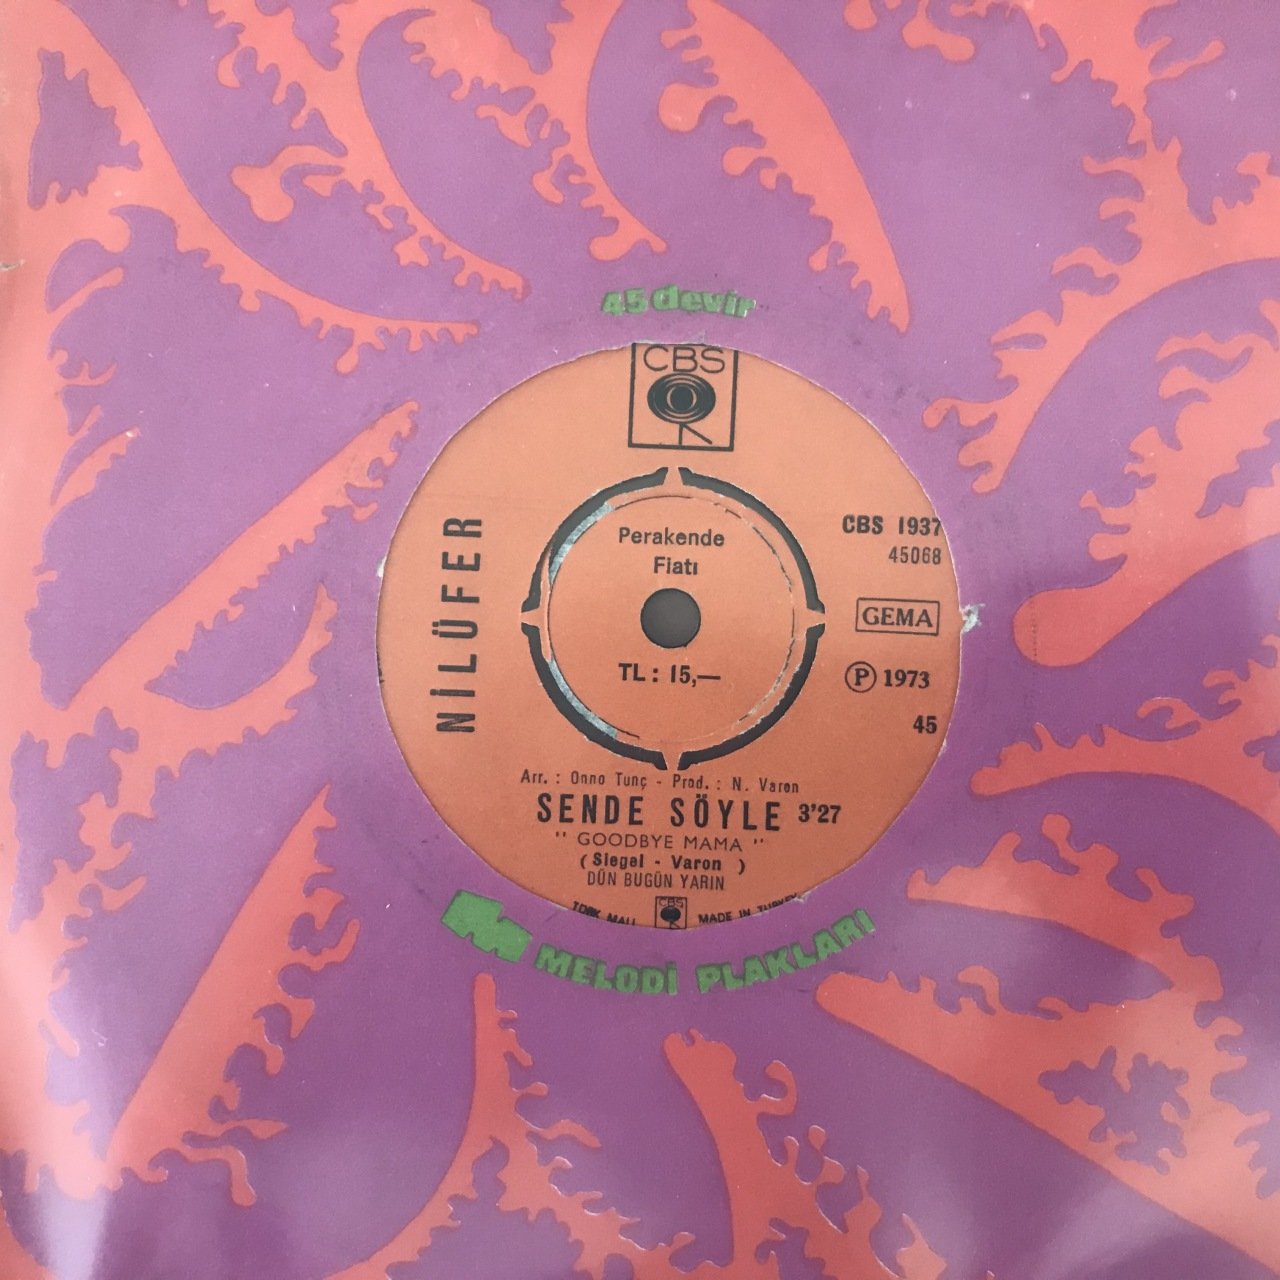 45 devir
CBS
NİLÜFER
Perakende
Fiatı
TL : 15,—
CBS 1937
45068
GEMA
P 1973
45
Arr. : Onno Tunç - Prod. : N. Varon
SENDE SÖYLE 3'27
" GOODBYE MAMA "
( Siegel - Varon )
DÜN BUGÜN YARIN
TÜRK MALI CBS MADE IN TURKEY
MELODİ PLAKLARI